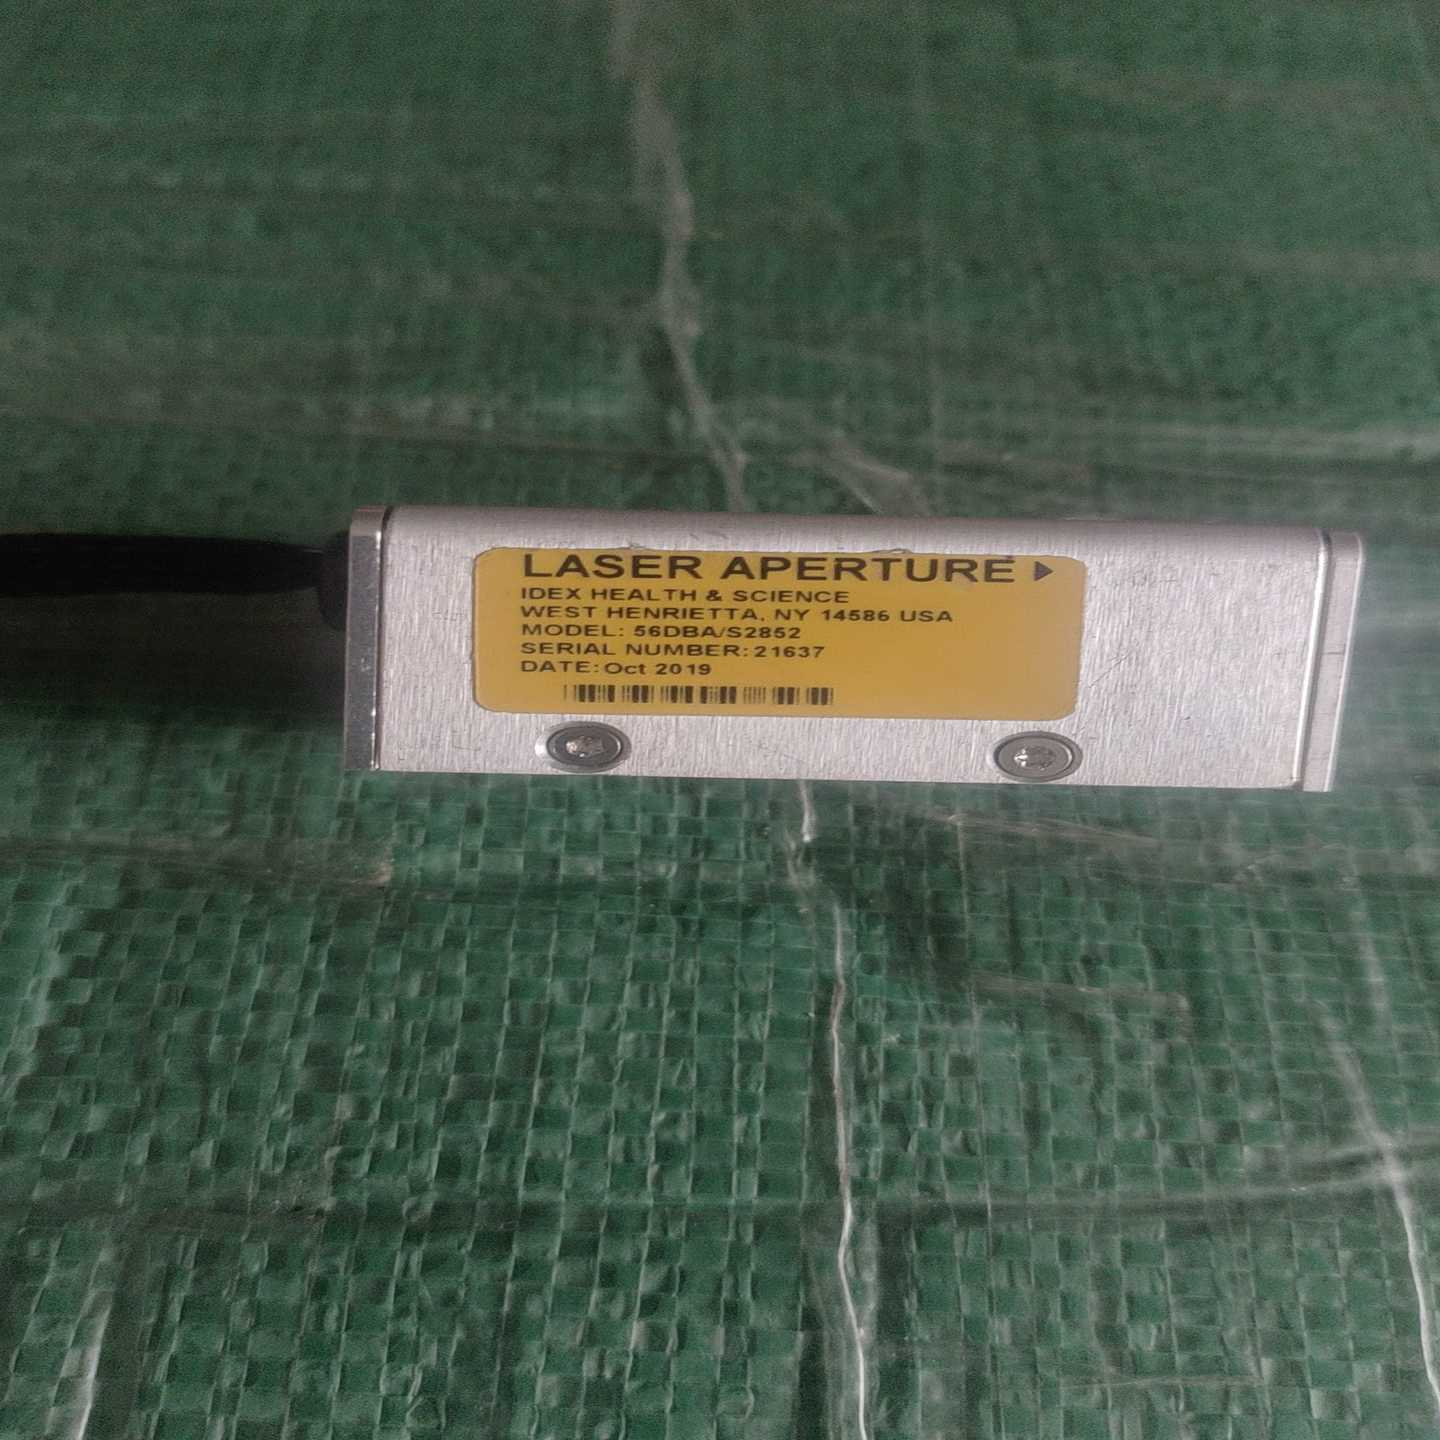 LASER APERTURE ▶
IDEX HEALTH & SCIENCE
WEST HENRIETTA, NY 14586 USA
MODEL: 56DBA/S2852
SERIAL NUMBER: 21637
DATE: Oct 2019